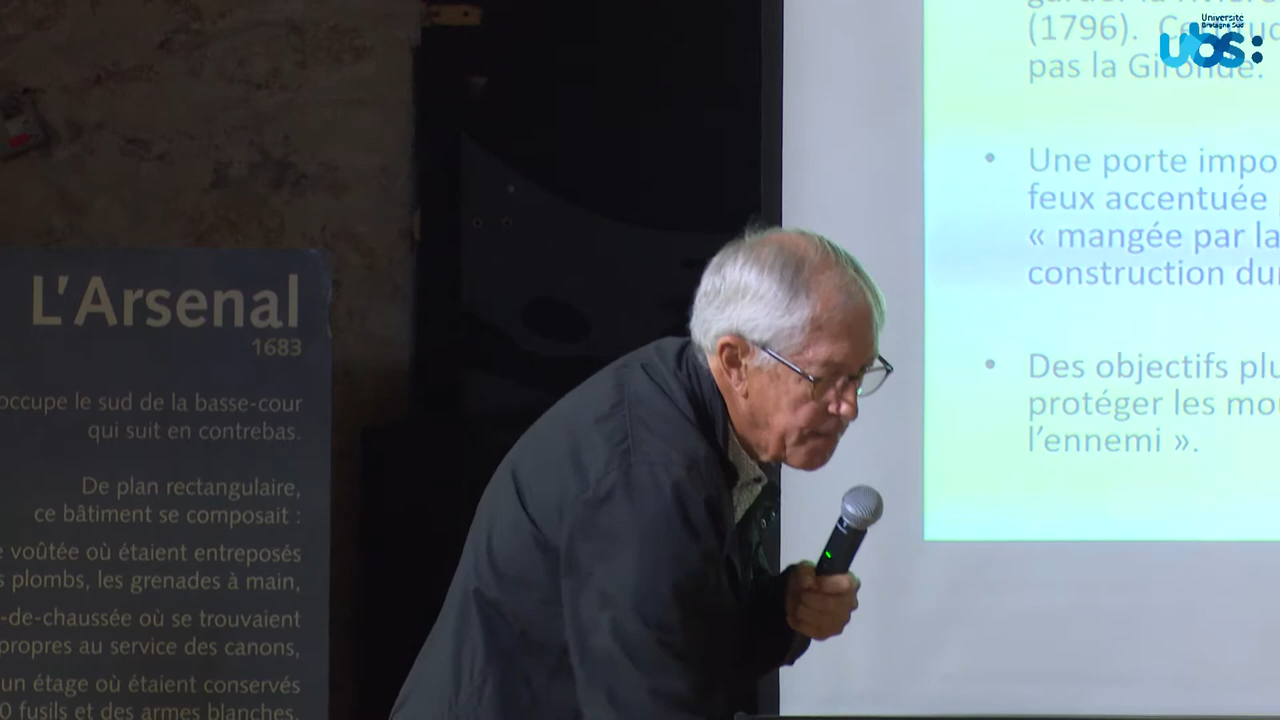 L'Arsenal
1683
occupe le sud de la basse-cour
qui suit en contrebas.
De plan rectangulaire,
ce bâtiment se composait :
voûtée où étaient entreposés
plombs, les grenades à main,
-de-chaussée où se trouvaient
propres au service des canons,
un étage où étaient conservés
0 fusils et des armes blanches.
(1796).
pas la Gironde.
• Une porte impo
feux accentuée
« mangée par la
construction du
• Des objectifs plu
protéger les mo
l'ennemi ».
Université
Bretagne Sud
ubs: